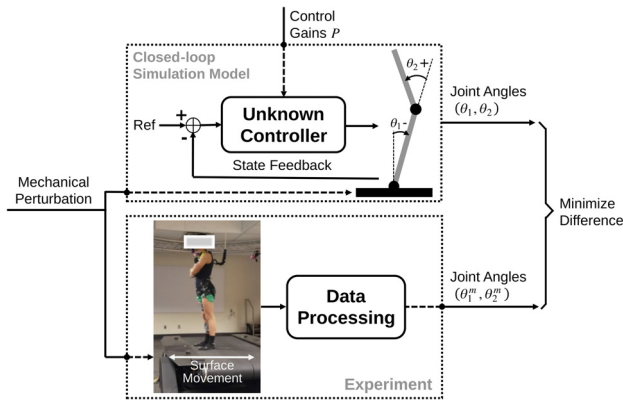 Control
Gains P
Closed-loop
Simulation Model
θ₂+
Joint Angles
(θ₁, θ₂)
Ref
+
-
Unknown
Controller
θ₁-
State Feedback
Mechanical
Perturbation
Minimize
Difference
Joint Angles
(θ₁ᵐ, θ₂ᵐ)
Data
Processing
Surface
Movement
Experiment